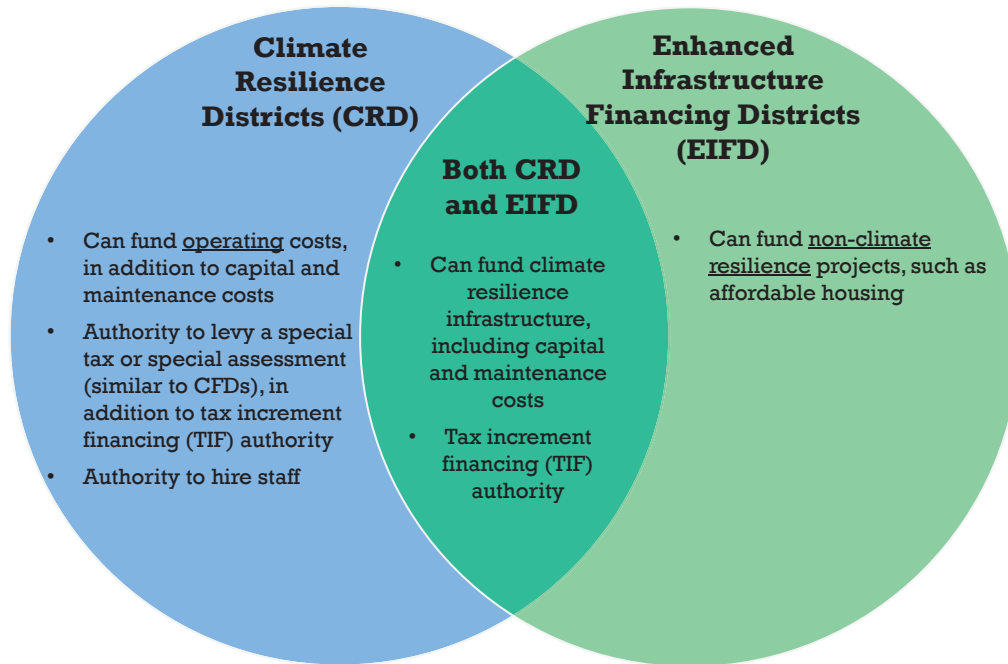 Climate
Resilience
Districts (CRD)
• Can fund operating costs,
in addition to capital and
maintenance costs
• Authority to levy a special
tax or special assessment
(similar to CFDs), in
addition to tax increment
financing (TIF) authority
• Authority to hire staff
Both CRD
and EIFD
• Can fund climate
resilience
infrastructure,
including capital
and maintenance
costs
• Tax increment
financing (TIF)
authority
Enhanced
Infrastructure
Financing Districts
(EIFD)
• Can fund non-climate
resilience projects, such as
affordable housing